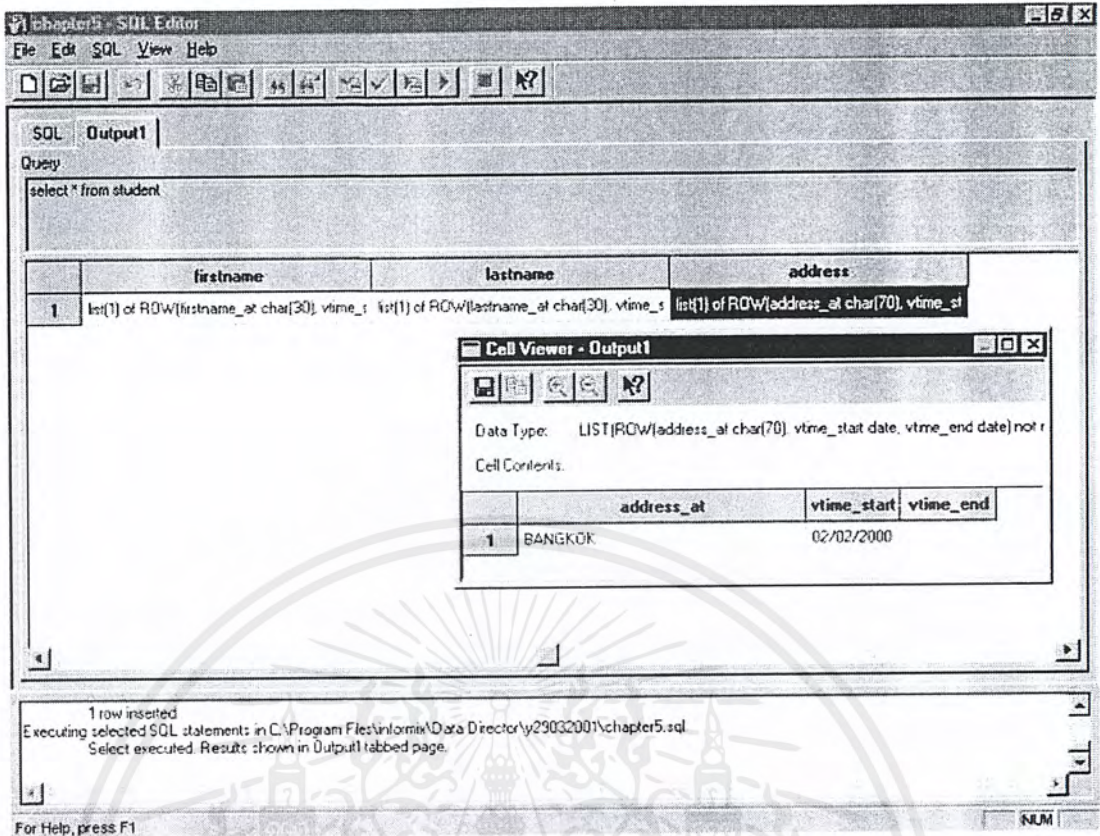 chapter5 - SQL Editor
File Edit SQL View Help
SQL Output1
Query
select * from student
firstname lastname address
1 list(1) of ROW(firstname_at char(30), vtime_s list(1) of ROW(lastname_at char(30), vtime_s list(1) of ROW(address_at char(70), vtime_st
Cell Viewer - Output1
Data Type: LIST(ROW(address_at char(70), vtime_start date, vtime_end date) not r
Cell Contents:
address_at vtime_start vtime_end
1 BANGKOK 02/02/2000
1 row inserted
Executing selected SQL statements in C:\Program Files\informix\Data Director\y29032001\chapter5.sql
Select executed. Results shown in Output1 tabbed page.
For Help, press F1 NUM